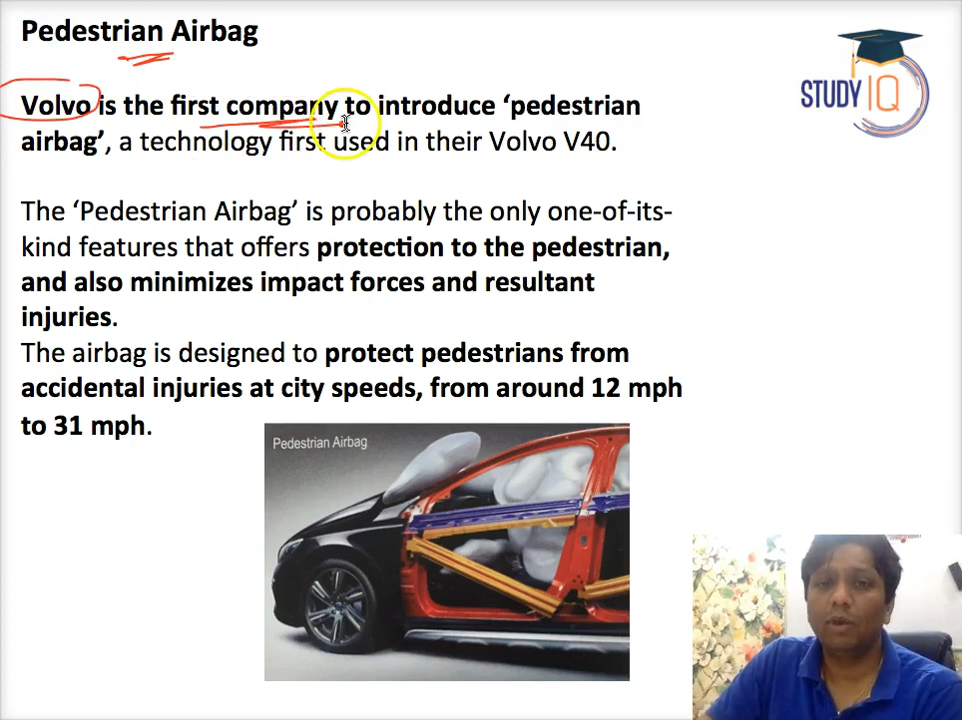 Pedestrian Airbag
Volvo is the first company to introduce ‘pedestrian
airbag’, a technology first used in their Volvo V40.
STUDY IQ
The ‘Pedestrian Airbag’ is probably the only one-of-its-
kind features that offers protection to the pedestrian,
and also minimizes impact forces and resultant
injuries.
The airbag is designed to protect pedestrians from
accidental injuries at city speeds, from around 12 mph
to 31 mph.
Pedestrian Airbag